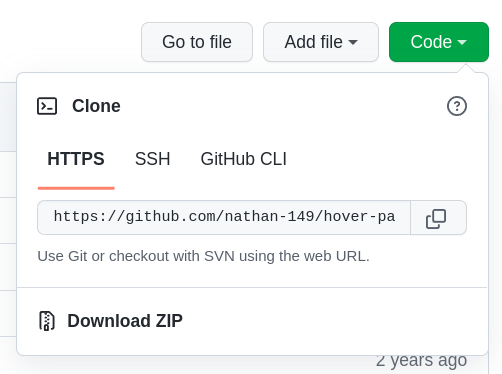 Go to file Add file Code
Clone
HTTPS SSH GitHub CLI
https://github.com/nathan-149/hover-pa
Use Git or checkout with SVN using the web URL.
Download ZIP
2 years ago